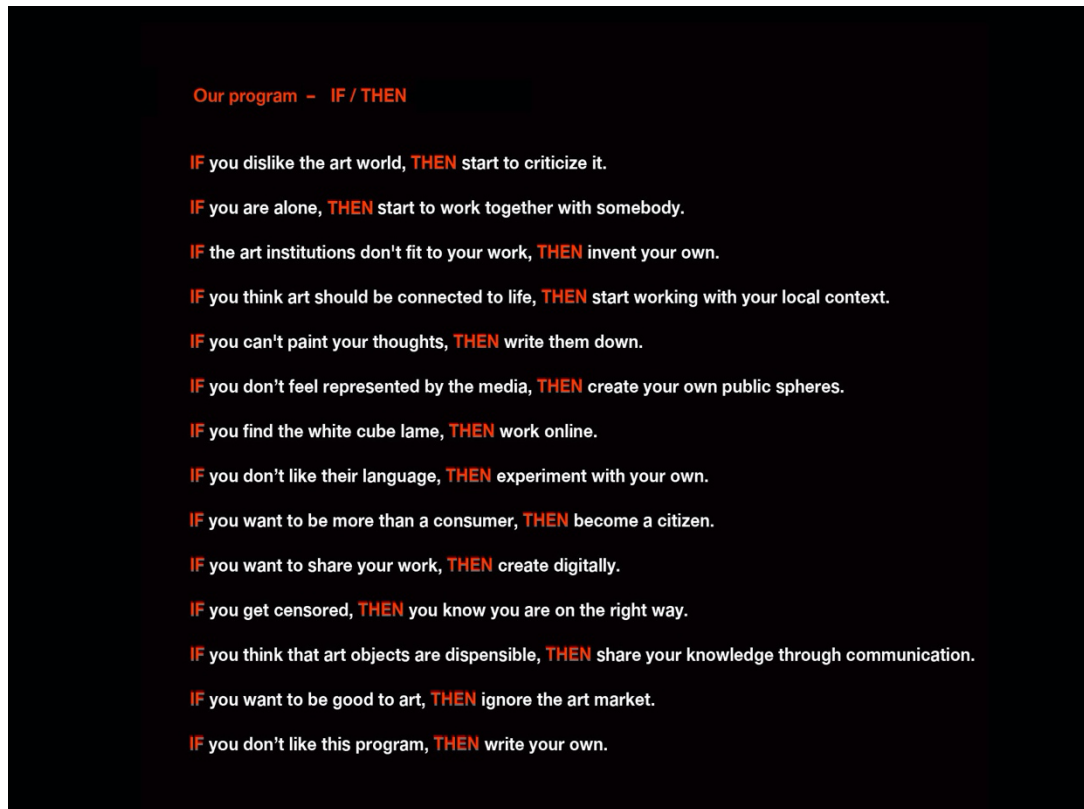 Our program – IF / THEN
IF you dislike the art world, THEN start to criticize it.
IF you are alone, THEN start to work together with somebody.
IF the art institutions don't fit to your work, THEN invent your own.
IF you think art should be connected to life, THEN start working with your local context.
IF you can't paint your thoughts, THEN write them down.
IF you don’t feel represented by the media, THEN create your own public spheres.
IF you find the white cube lame, THEN work online.
IF you don’t like their language, THEN experiment with your own.
IF you want to be more than a consumer, THEN become a citizen.
IF you want to share your work, THEN create digitally.
IF you get censored, THEN you know you are on the right way.
IF you think that art objects are dispensible, THEN share your knowledge through communication.
IF you want to be good to art, THEN ignore the art market.
IF you don’t like this program, THEN write your own.